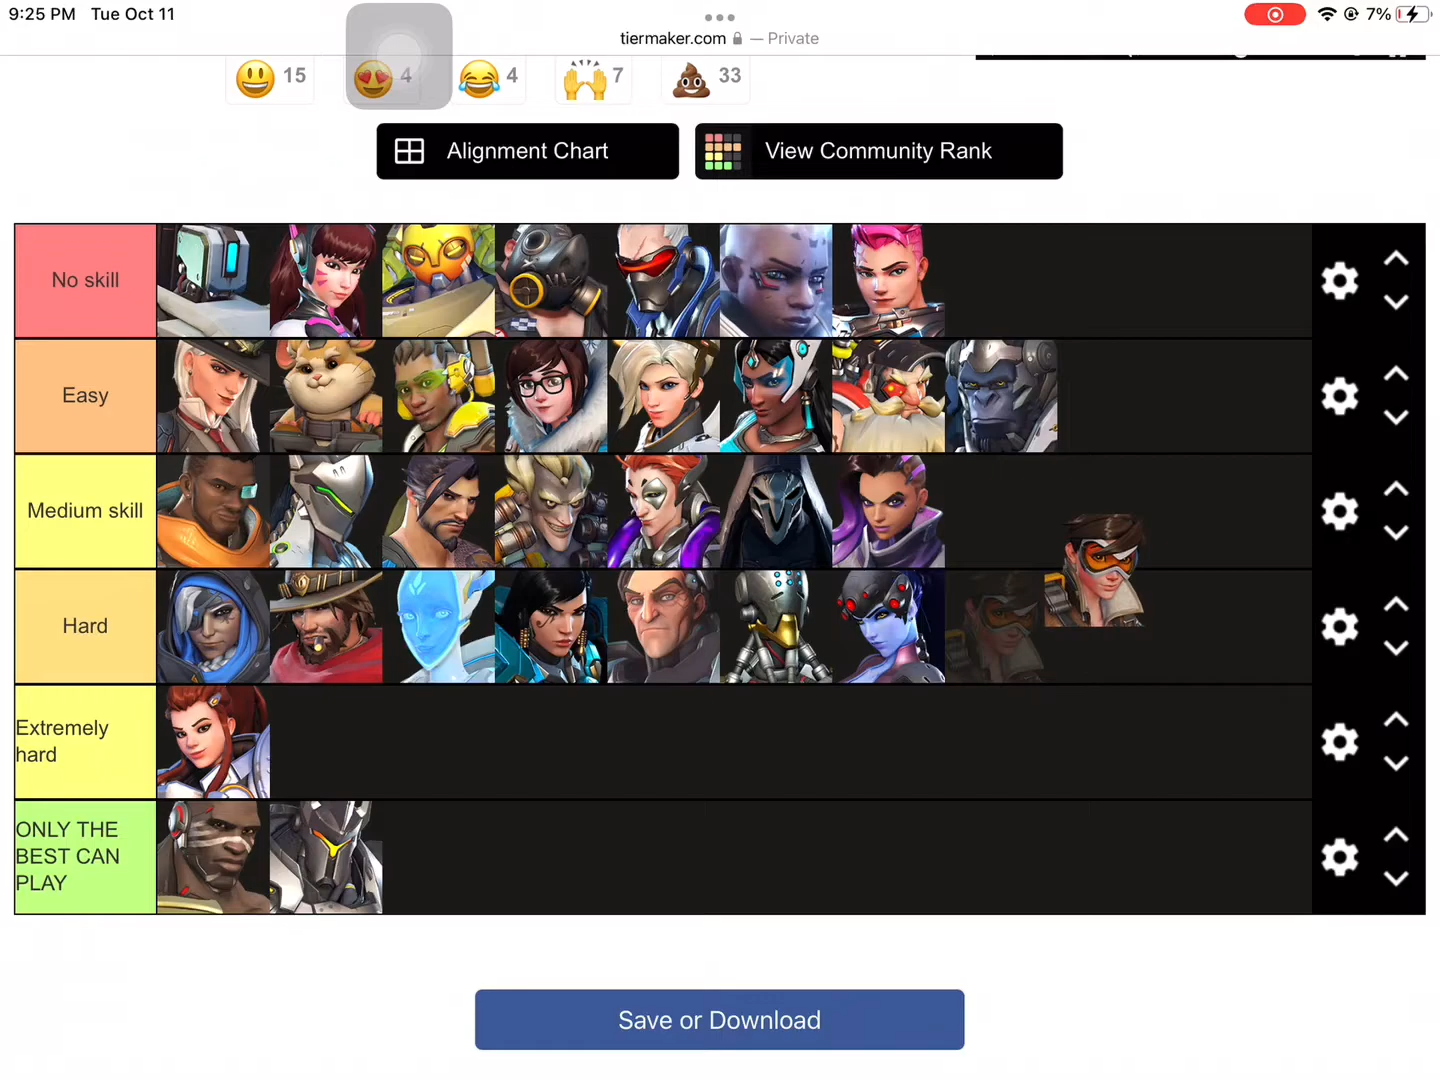 9:25 PM Tue Oct 11
7%
tiermaker.com — Private
15
4
4
7
33
Alignment Chart
View Community Rank
No skill
Easy
Medium skill
Hard
Extremely
hard
ONLY THE
BEST CAN
PLAY
Save or Download